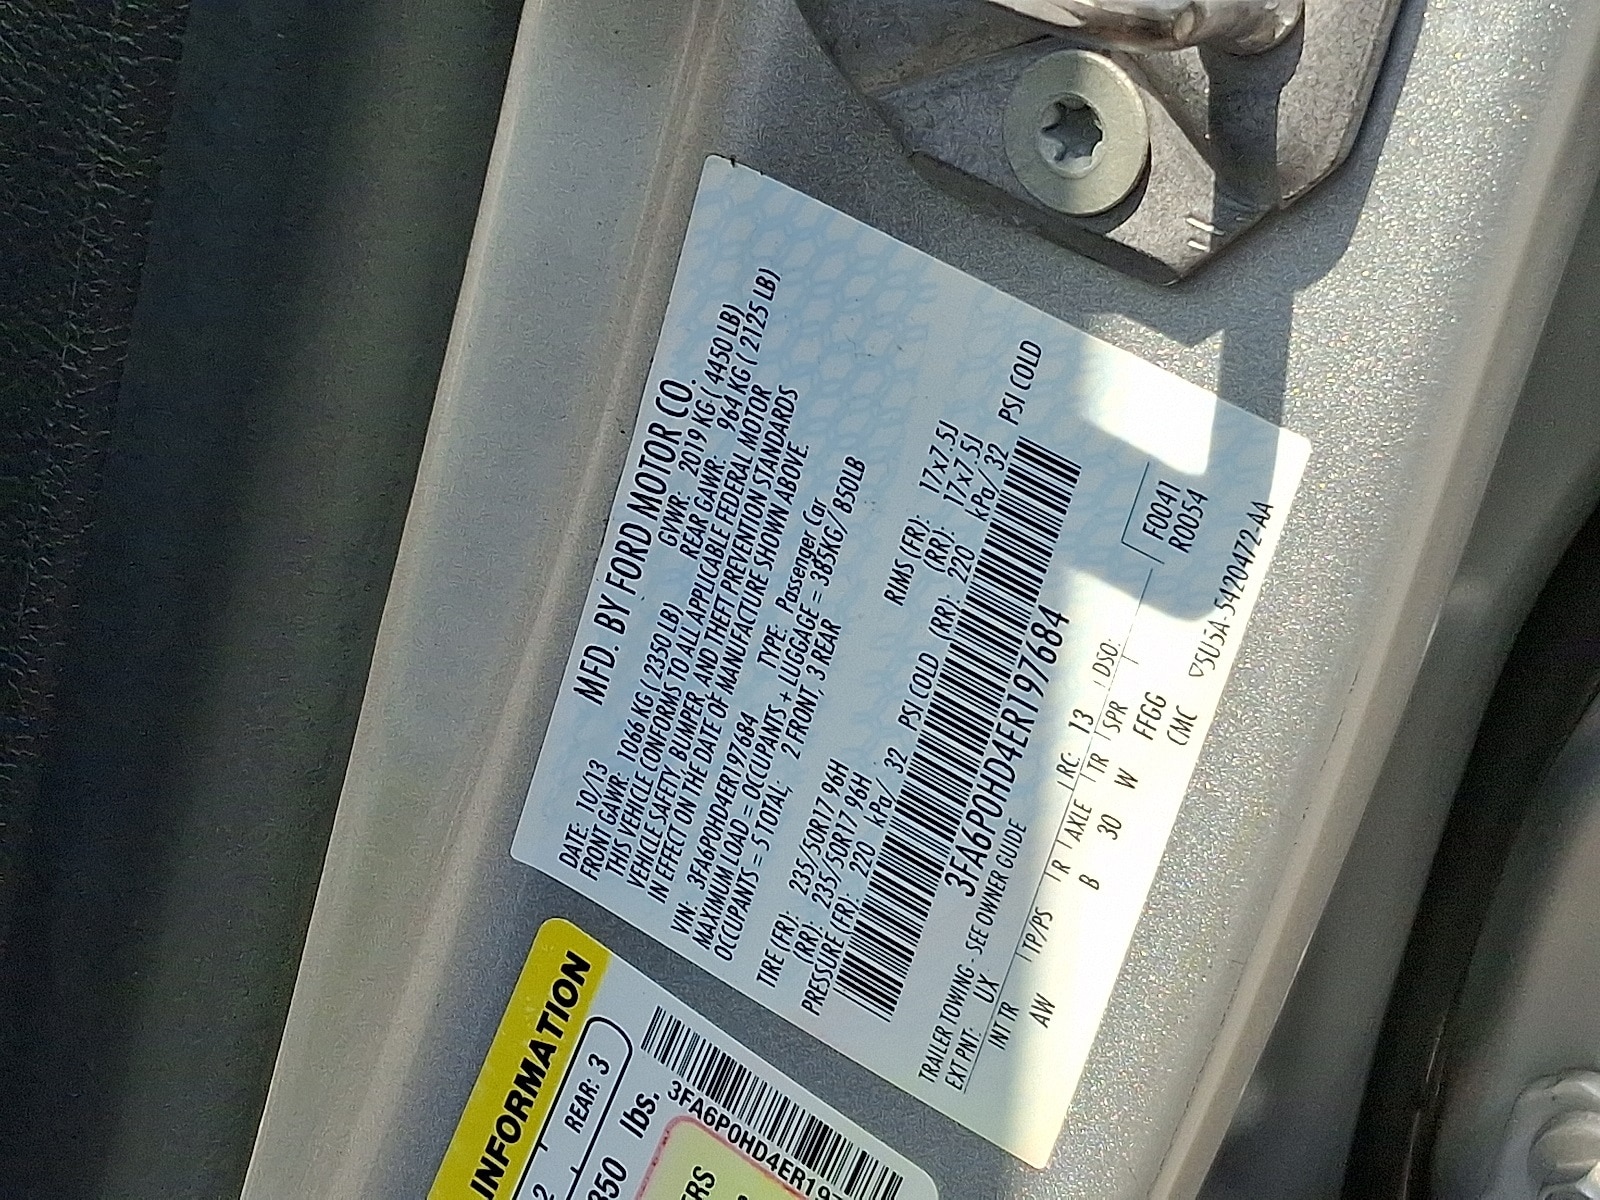 MFD. BY FORD MOTOR CO.
DATE: 10/13 GVWR: 2019 KG ( 4450 LB)
FRONT GAWR: 1066 KG ( 2350 LB) REAR GAWR: 964 KG ( 2125 LB)
THIS VEHICLE CONFORMS TO ALL APPLICABLE FEDERAL MOTOR
VEHICLE SAFETY, BUMPER AND THEFT PREVENTION STANDARDS
IN EFFECT ON THE DATE OF MANUFACTURE SHOWN ABOVE.
VIN: 3FA6P0HD4ER197684 TYPE: Passenger Car
MAXIMUM LOAD = OCCUPANTS + LUGGAGE = 385KG/ 850LB
OCCUPANTS = 5 TOTAL, 2 FRONT, 3 REAR
TIRE (FR): 235/50R17 96H RIMS (FR): 17x7.5J
(RR): 235/50R17 96H (RR): 17x7.5J
PRESSURE (FR): 220 kPa/ 32 PSI COLD (RR): 220 kPa/ 32 PSI COLD
3FA6P0HD4ER197684
TRAILER TOWING - SEE OWNER GUIDE
EXT PNT: UX RC: 13 DSO: F0041
R0054
INT TR TP/PS R AXLE TR SPR
AW B 30 W FFGG
CMC
5U5A-5420472-AA
INFORMATION
2 REAR: 3
850 lbs.
3FA6P0HD4ER197
ERS